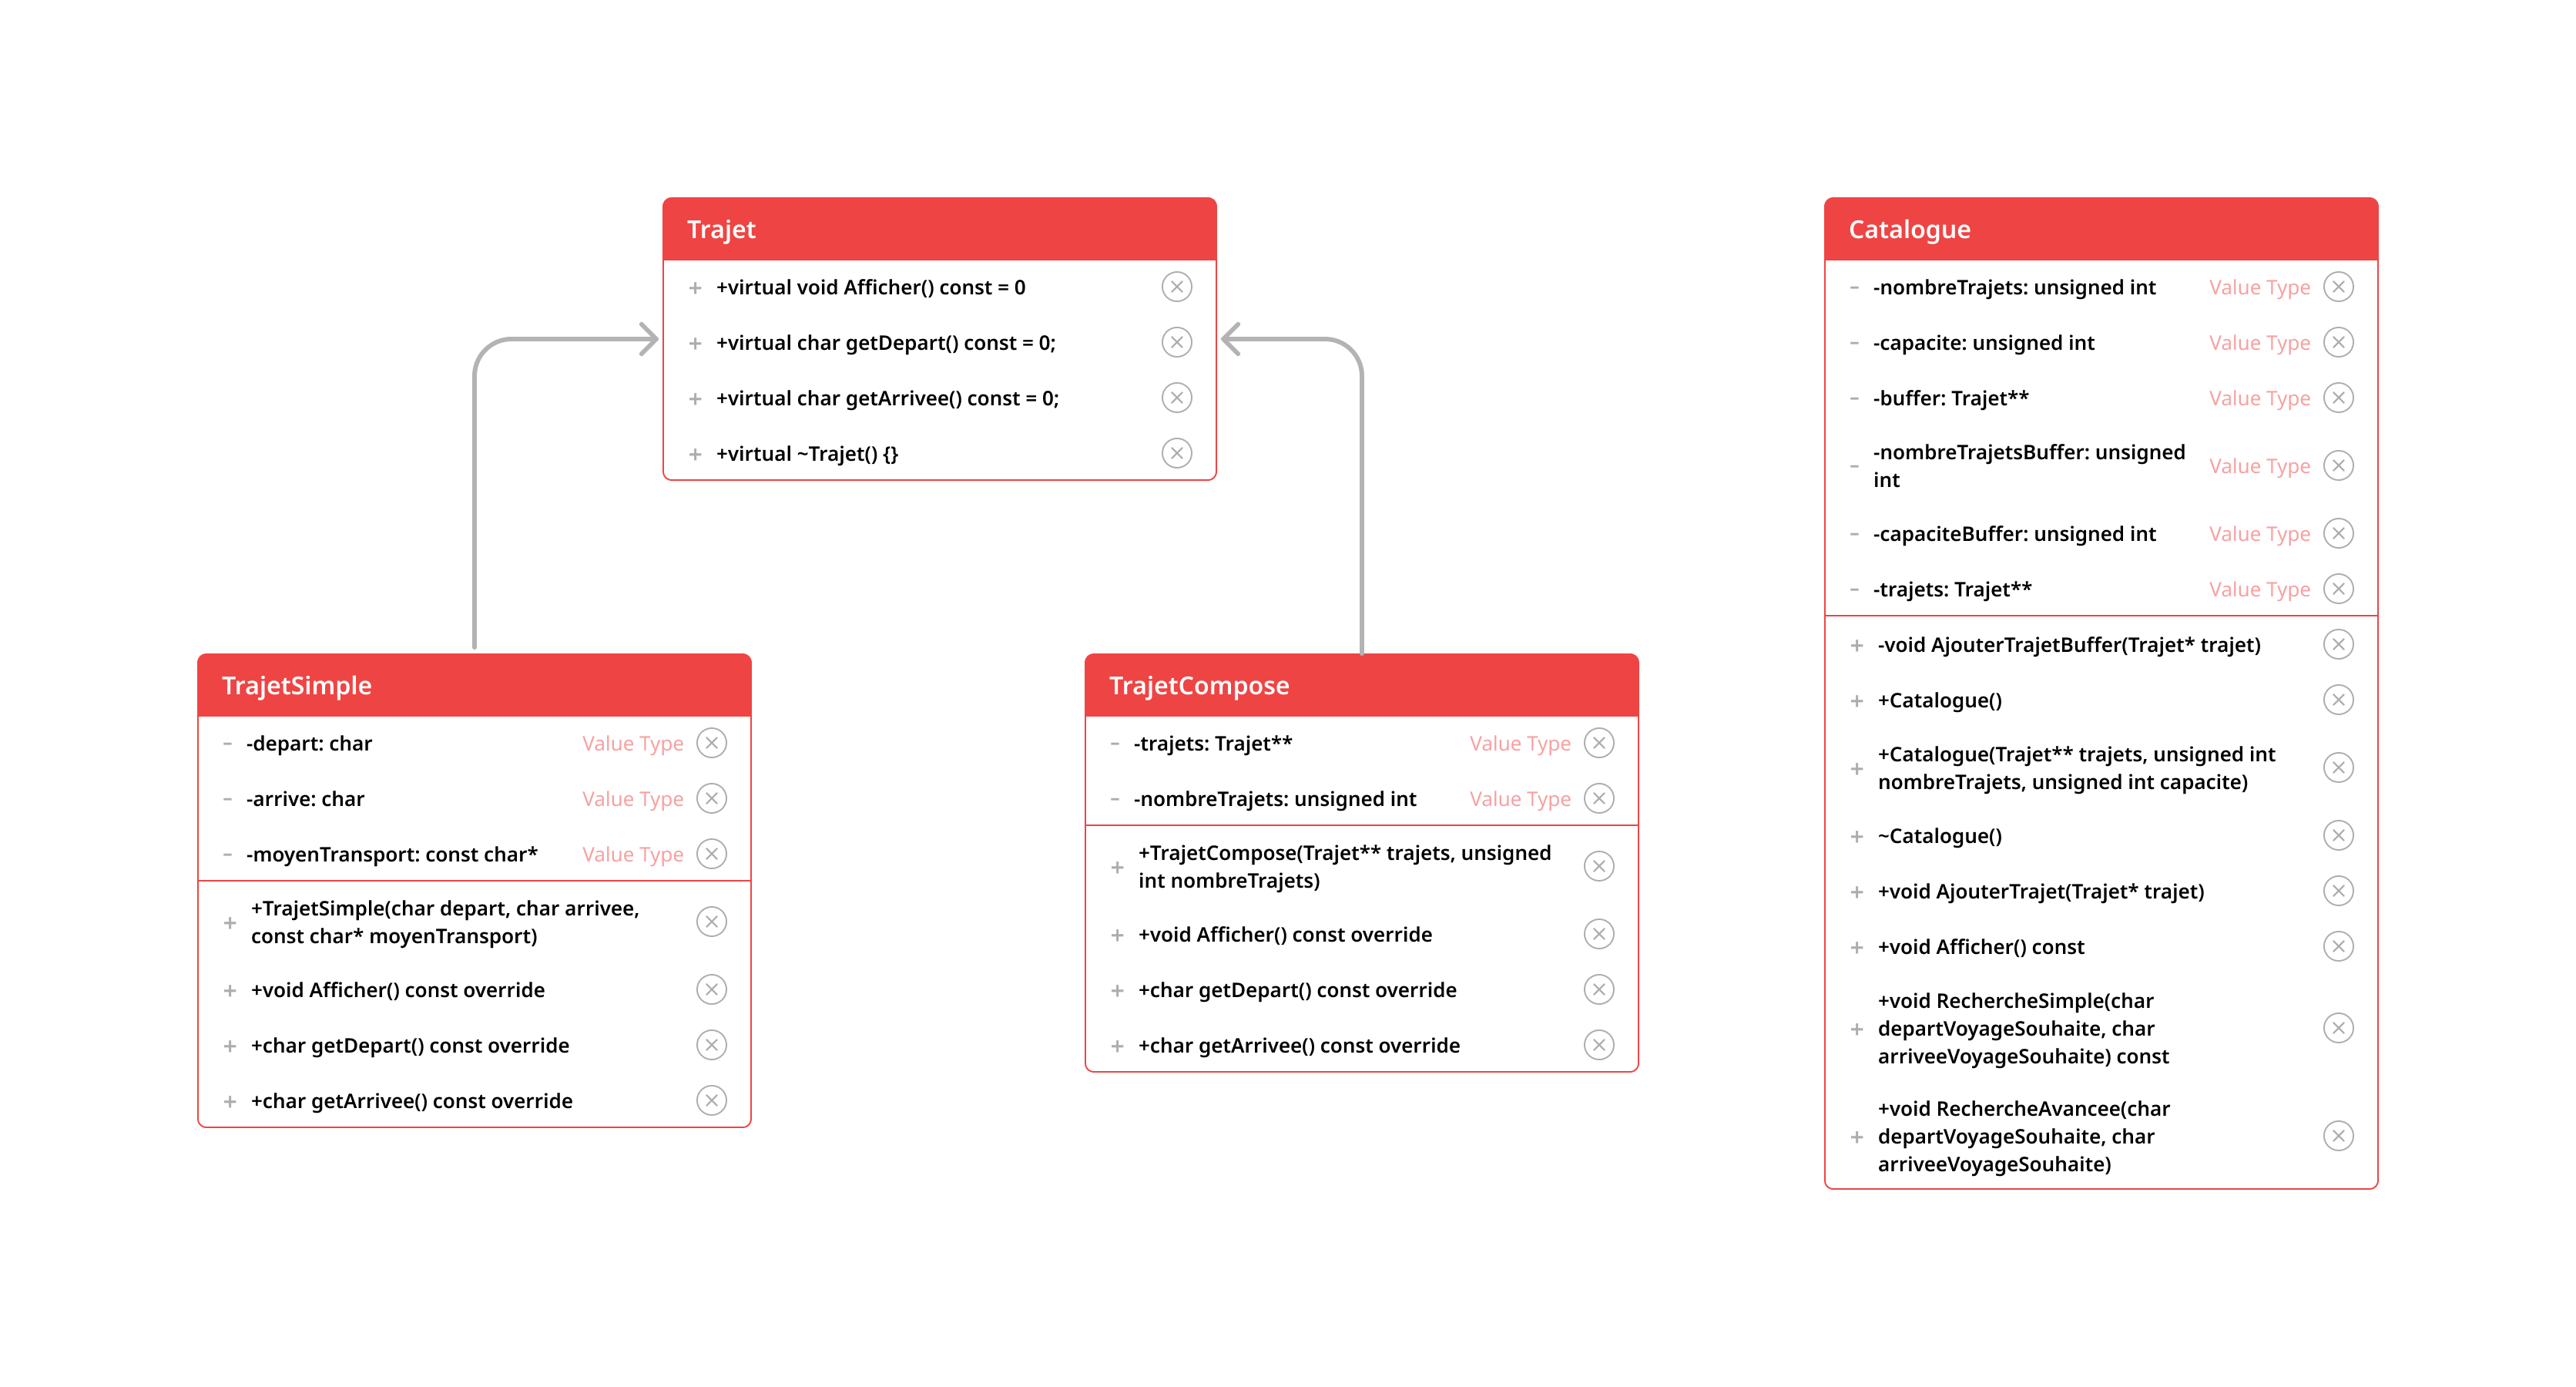 Trajet
+ +virtual void Afficher() const = 0
+ +virtual char getDepart() const = 0;
+ +virtual char getArrivee() const = 0;
+ +virtual ~Trajet() {}
Catalogue
- -nombreTrajets: unsigned int Value Type
- -capacite: unsigned int Value Type
- -buffer: Trajet** Value Type
- -nombreTrajetsBuffer: unsigned
int Value Type
- -capaciteBuffer: unsigned int Value Type
- -trajets: Trajet** Value Type
+ -void AjouterTrajetBuffer(Trajet* trajet)
+ +Catalogue()
+ +Catalogue(Trajet** trajets, unsigned int
nombreTrajets, unsigned int capacite)
+ ~Catalogue()
+ +void AjouterTrajet(Trajet* trajet)
+ +void Afficher() const
+ +void RechercheSimple(char
departVoyageSouhaite, char
arriveeVoyageSouhaite) const
+ +void RechercheAvancee(char
departVoyageSouhaite, char
arriveeVoyageSouhaite)
TrajetSimple
- -depart: char Value Type
- -arrive: char Value Type
- -moyenTransport: const char* Value Type
+ +TrajetSimple(char depart, char arrivee,
const char* moyenTransport)
+ +void Afficher() const override
+ +char getDepart() const override
+ +char getArrivee() const override
TrajetCompose
- -trajets: Trajet** Value Type
- -nombreTrajets: unsigned int Value Type
+ +TrajetCompose(Trajet** trajets, unsigned
int nombreTrajets)
+ +void Afficher() const override
+ +char getDepart() const override
+ +char getArrivee() const override